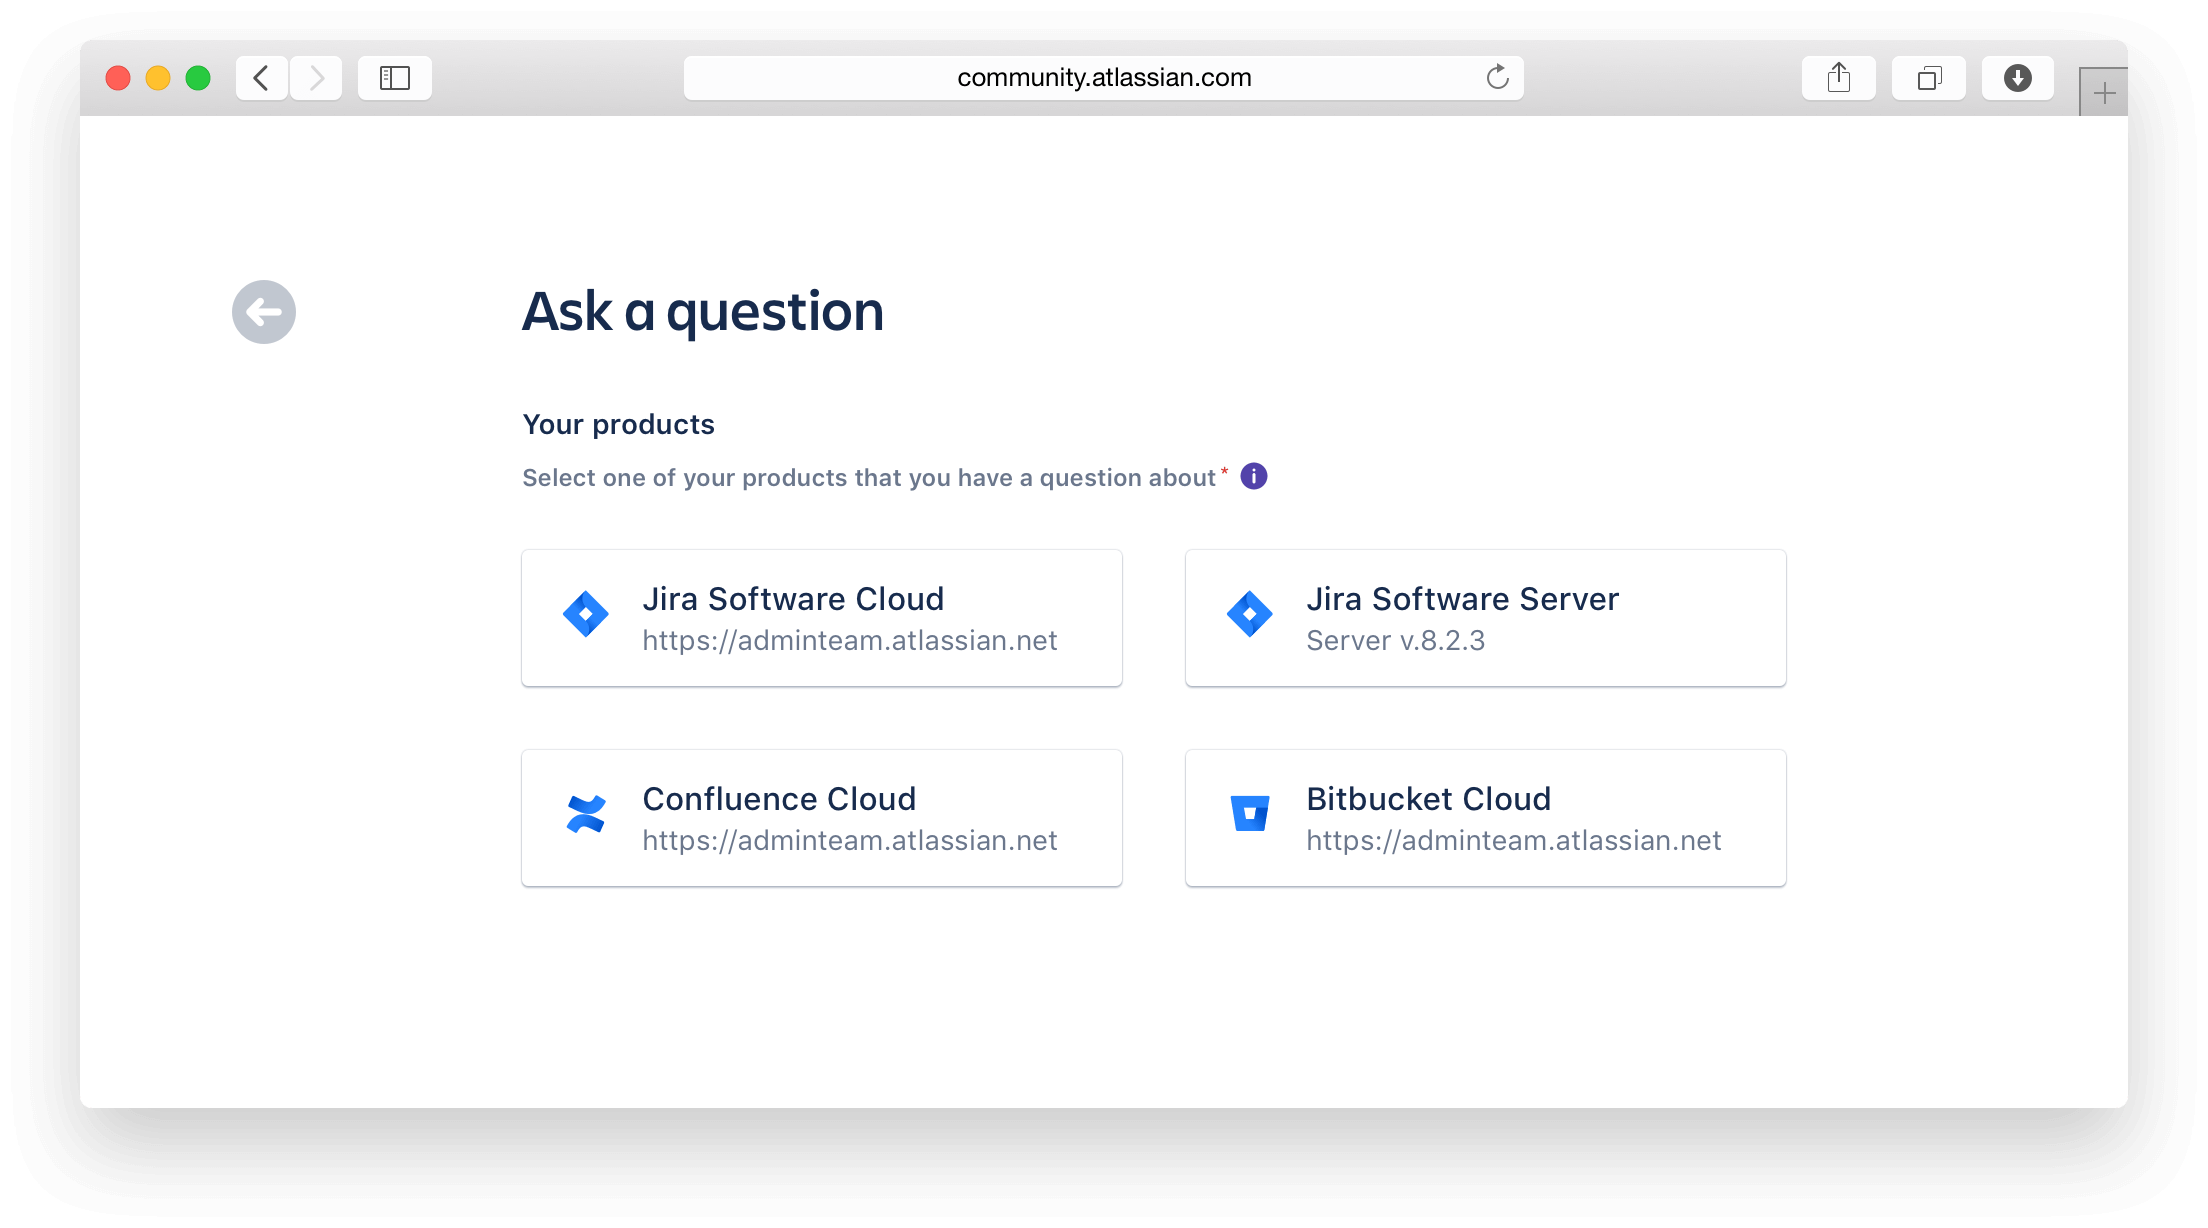 community.atlassian.com
Ask a question
Your products
Select one of your products that you have a question about*
Jira Software Cloud
https://adminteam.atlassian.net
Jira Software Server
Server v.8.2.3
Confluence Cloud
https://adminteam.atlassian.net
Bitbucket Cloud
https://adminteam.atlassian.net